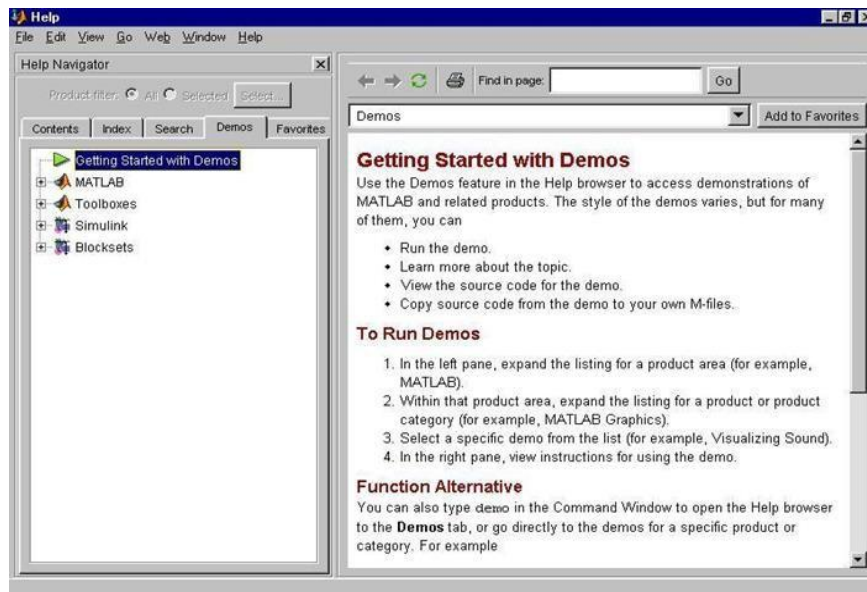 Help
File Edit View Go Web Window Help
Help Navigator
Product filter: All Selected Select...
Contents Index Search Demos Favorites
Getting Started with Demos
MATLAB
Toolboxes
Simulink
Blocksets
Find in page: Go
Demos Add to Favorites
Getting Started with Demos
Use the Demos feature in the Help browser to access demonstrations of
MATLAB and related products. The style of the demos varies, but for many
of them, you can
• Run the demo.
• Learn more about the topic.
• View the source code for the demo.
• Copy source code from the demo to your own M-files.
To Run Demos
1. In the left pane, expand the listing for a product area (for example,
MATLAB).
2. Within that product area, expand the listing for a product or product
category (for example, MATLAB Graphics).
3. Select a specific demo from the list (for example, Visualizing Sound).
4. In the right pane, view instructions for using the demo.
Function Alternative
You can also type demo in the Command Window to open the Help browser
to the Demos tab, or go directly to the demos for a specific product or
category. For example